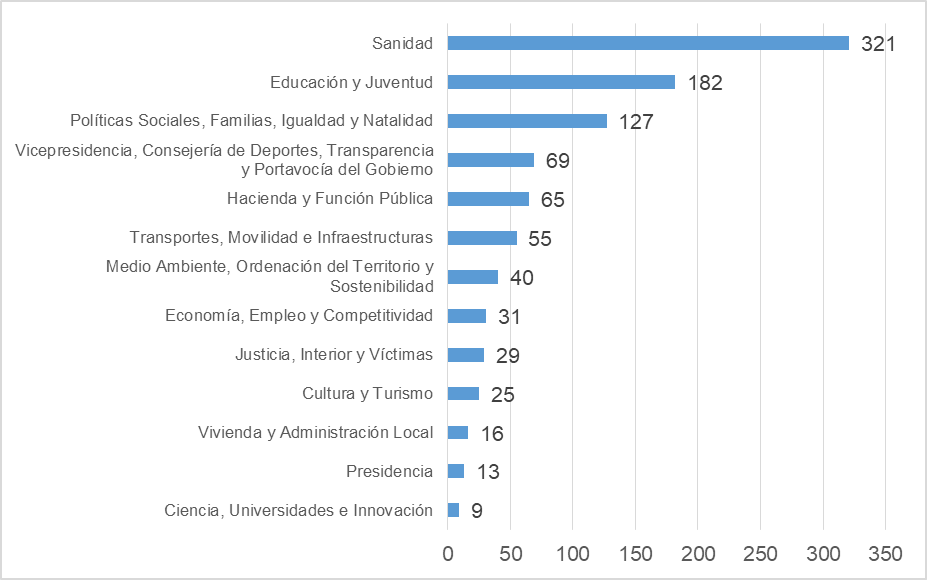 Sanidad 321
Educación y Juventud 182
Políticas Sociales, Familias, Igualdad y Natalidad 127
Vicepresidencia, Consejería de Deportes, Transparencia
y Portavocía del Gobierno 69
Hacienda y Función Pública 65
Transportes, Movilidad e Infraestructuras 55
Medio Ambiente, Ordenación del Territorio y
Sostenibilidad 40
Economía, Empleo y Competitividad 31
Justicia, Interior y Víctimas 29
Cultura y Turismo 25
Vivienda y Administración Local 16
Presidencia 13
Ciencia, Universidades e Innovación 9
0 50 100 150 200 250 300 350